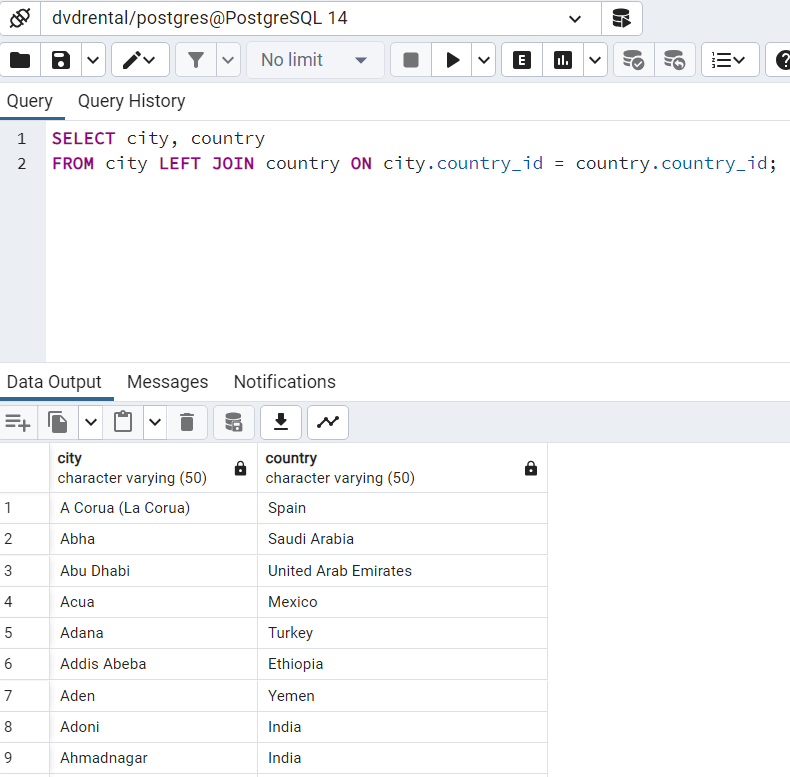 dvdrental/postgres@PostgreSQL 14
No limit
E
Query Query History
1 SELECT city, country
2 FROM city LEFT JOIN country ON city.country_id = country.country_id;
Data Output Messages Notifications
city country
character varying (50) character varying (50)
1 A Corua (La Corua) Spain
2 Abha Saudi Arabia
3 Abu Dhabi United Arab Emirates
4 Acua Mexico
5 Adana Turkey
6 Addis Abeba Ethiopia
7 Aden Yemen
8 Adoni India
9 Ahmadnagar India